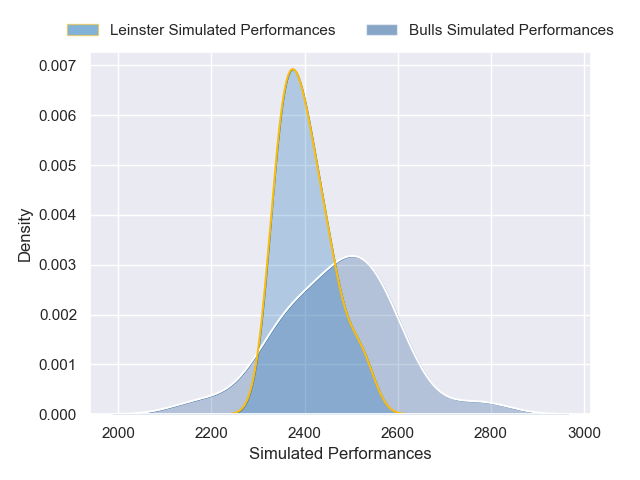 Leinster Simulated Performances
Bulls Simulated Performances
0.007
0.006
0.005
0.004
0.003
0.002
0.001
0.000
Density
2000 2200 2400 2600 2800 3000
Simulated Performances